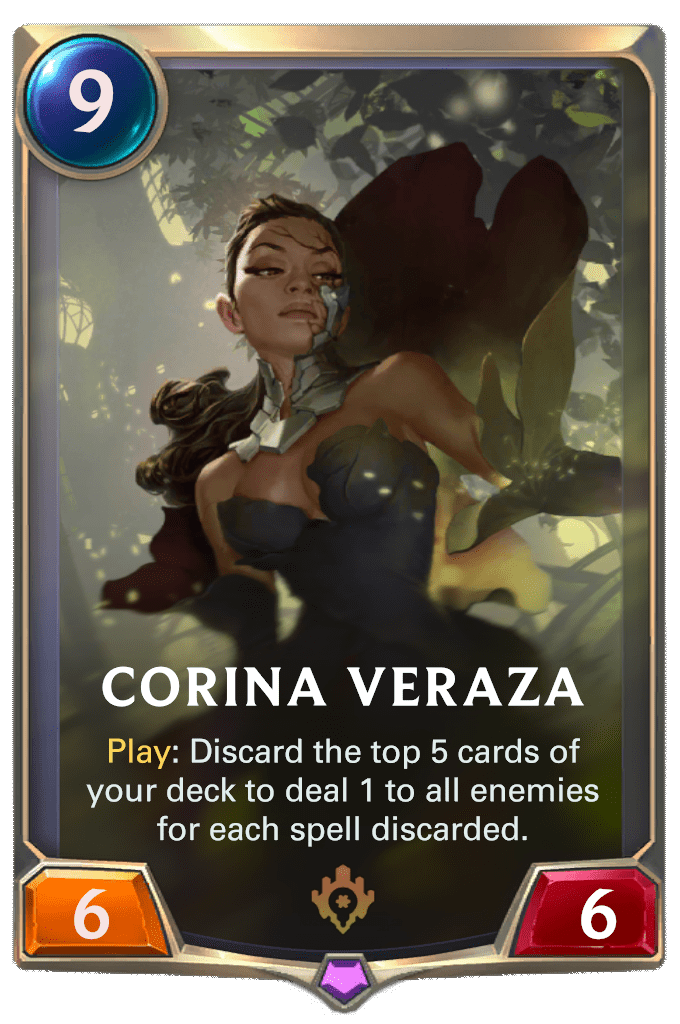 9
CORINA VERAZA
Play: Discard the top 5 cards of
your deck to deal 1 to all enemies
for each spell discarded.
6 6